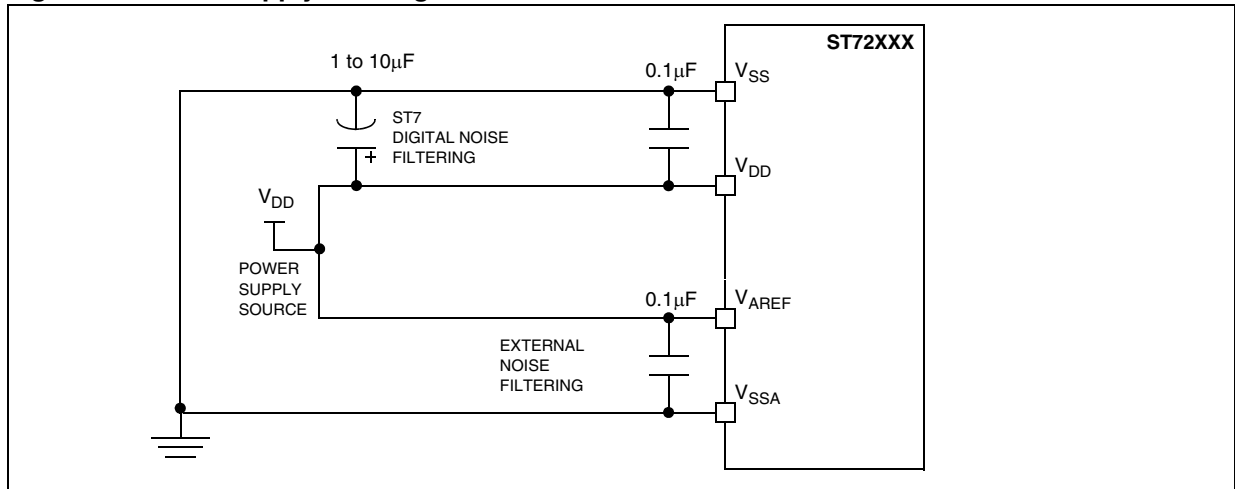 ST72XXX
1 to 10μF
0.1μF
VSS
ST7
DIGITAL NOISE
+ FILTERING
VDD
VDD
POWER
SUPPLY
SOURCE
0.1μF
VAREF
EXTERNAL
NOISE
FILTERING
VSSA